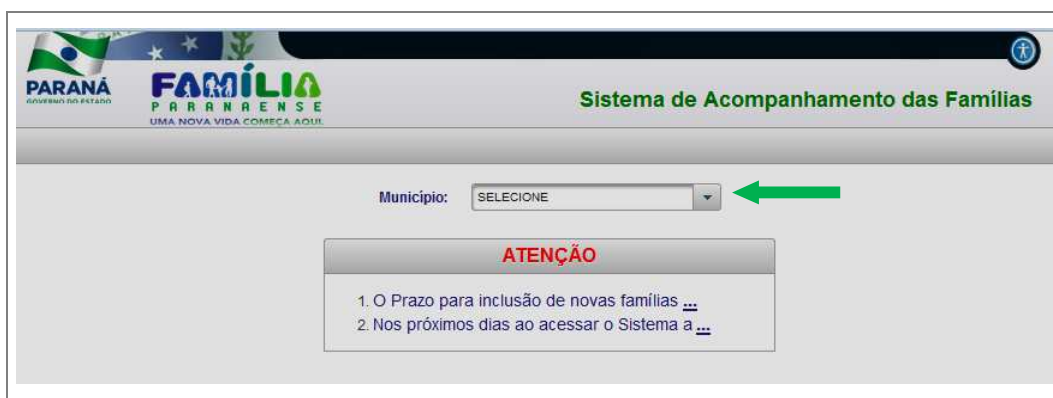 PARANÁ
GOVERNO DO ESTADO
FAMÍLIA
PARANAENSE
UMA NOVA VIDA COMEÇA AQUI.
Sistema de Acompanhamento das Famílias
Município: SELECIONE
ATENÇÃO
1. O Prazo para inclusão de novas famílias ...
2. Nos próximos dias ao acessar o Sistema a ...